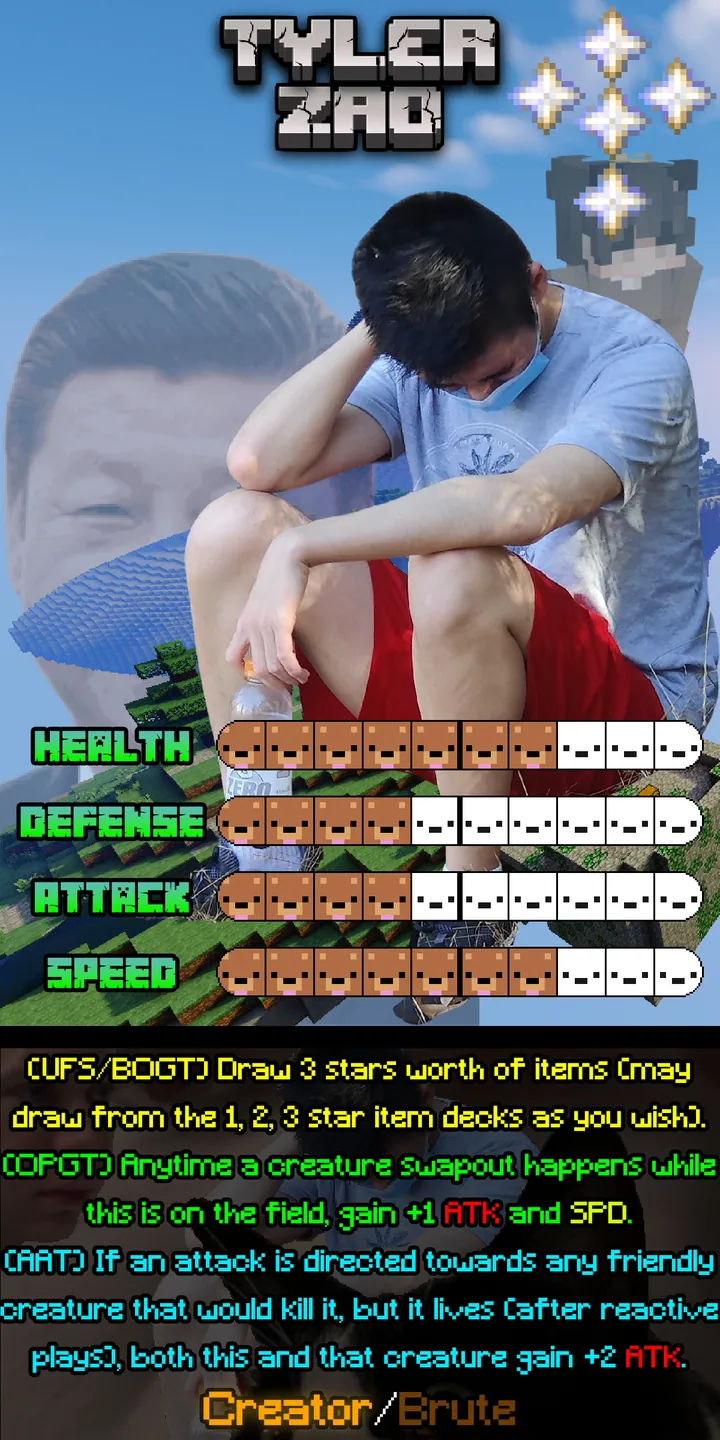 TYLER
ZAO
HEALTH
ZERO
DEFENSE
ATTACK
SPEED
(UFS/BOGT) Draw 3 stars worth of items (may
draw from the 1, 2, 3 star item decks as you wish).
(OPGT) Anytime a creature swapout happens while
this is on the field, gain +1 ATK and SPD.
(AAT) If an attack is directed towards any friendly
creature that would kill it, but it lives (after reactive
plays), both this and that creature gain +2 ATK.
Creator/Brute